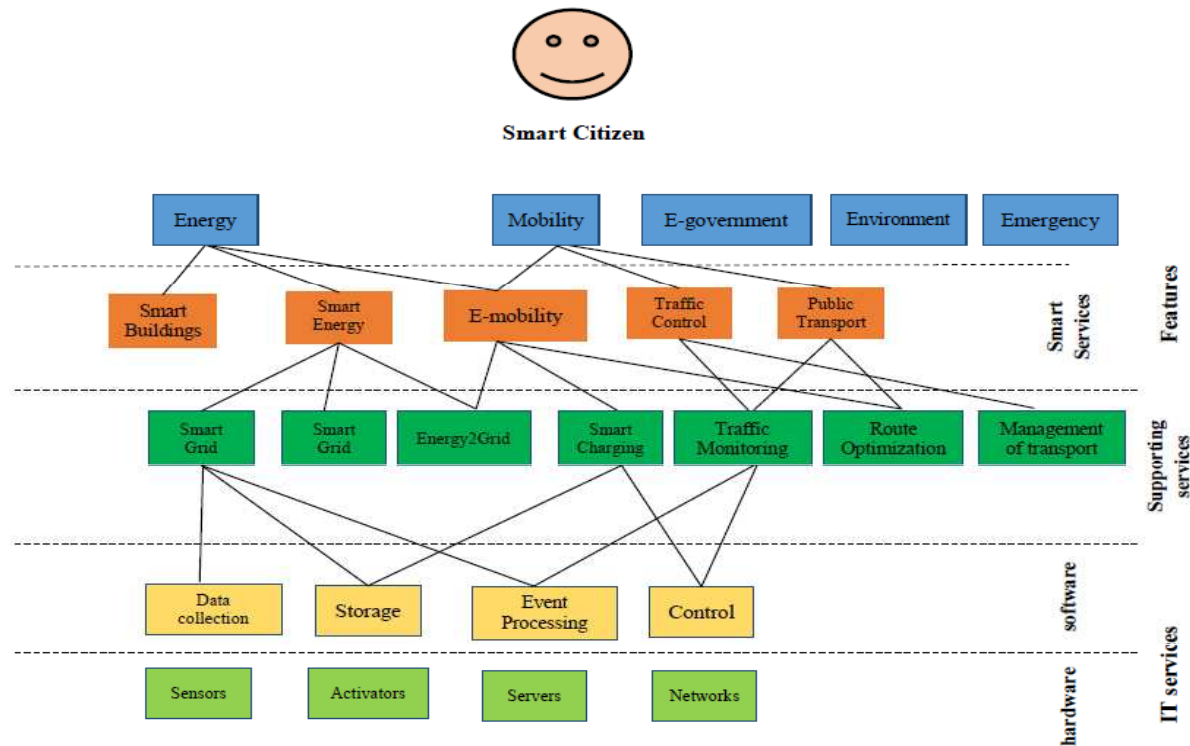 Smart Citizen
Energy
Mobility
E-government
Environment
Emergency
Smart
Buildings
Smart
Energy
E-mobility
Traffic
Control
Public
Transport
Smart
Services
Features
Smart
Grid
Smart
Grid
Energy2Grid
Smart
Charging
Traffic
Monitoring
Route
Optimization
Management
of transport
Supporting
services
Data
collection
Storage
Event
Processing
Control
software
Sensors
Activators
Servers
Networks
hardware
IT services